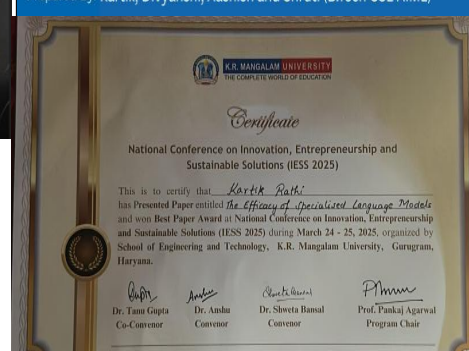 K.R. MANGALAM UNIVERSITY
THE COMPLETE WORLD OF EDUCATION
Certificate
National Conference on Innovation, Entrepreneurship and
Sustainable Solutions (IESS 2025)
This is to certify that Kartik Rathi
has Presented Paper entitled The Efficacy of Specialised Language Models
and won Best Paper Award at National Conference on Innovation, Entrepreneurship
and Sustainable Solutions (IESS 2025) during March 24 - 25, 2025, organized by
School of Engineering and Technology, K.R. Mangalam University, Gurugram,
Haryana.
Dr. Tanu Gupta Dr. Anshu Dr. Shweta Bansal Prof. Pankaj Agarwal
Co-Convenor Convenor Convenor Program Chair